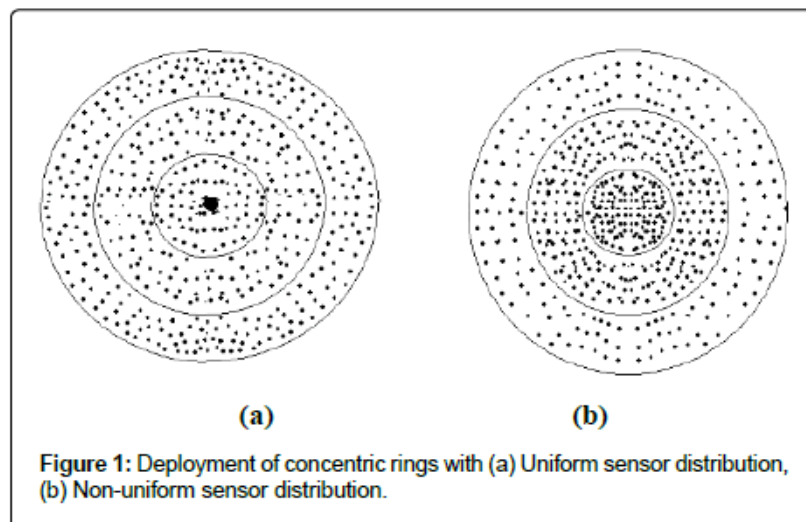 (a) (b)
Figure 1: Deployment of concentric rings with (a) Uniform sensor distribution,
(b) Non-uniform sensor distribution.